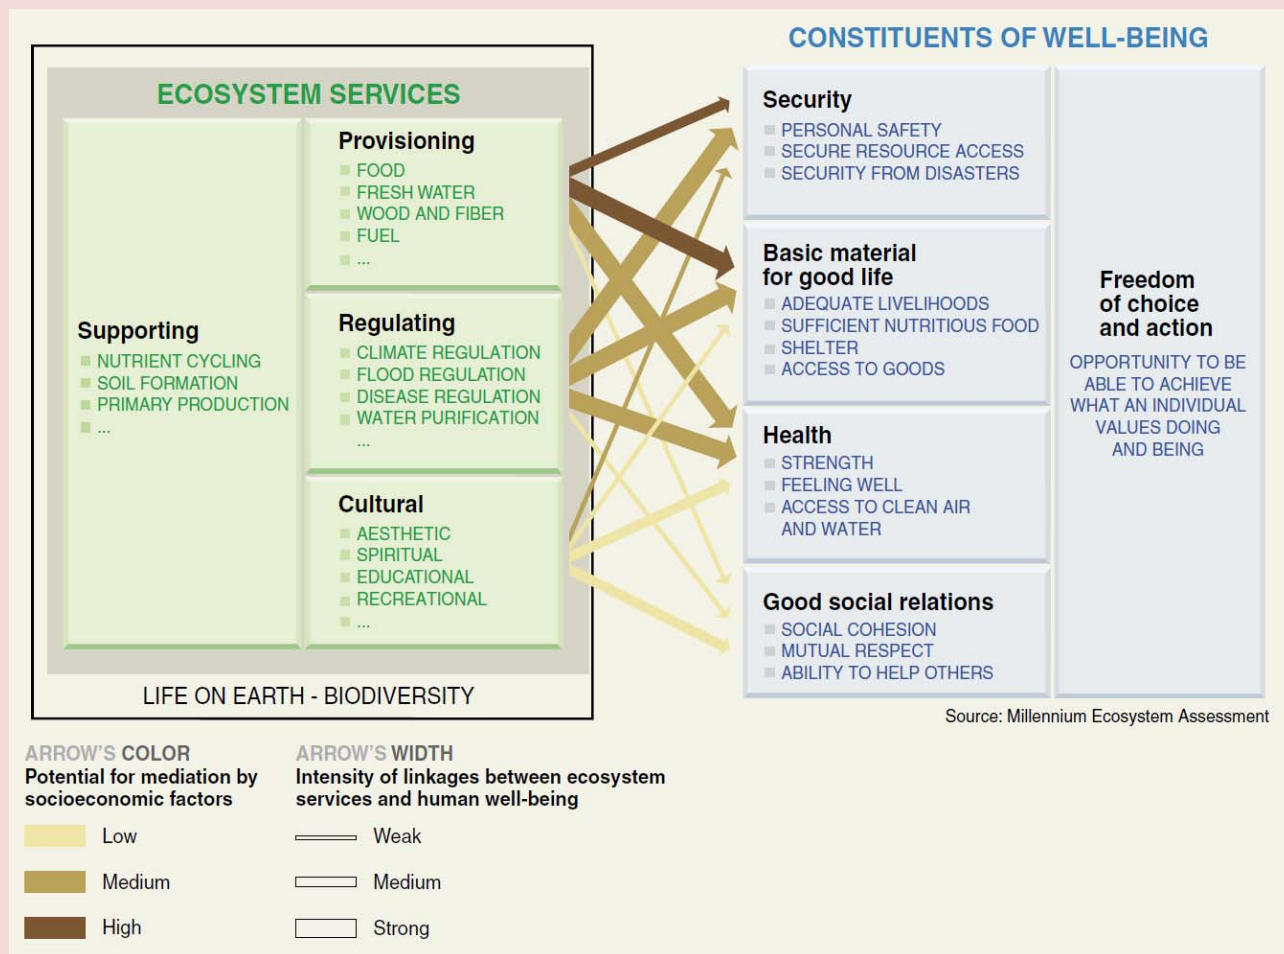 CONSTITUENTS OF WELL-BEING
ECOSYSTEM SERVICES
Supporting
NUTRIENT CYCLING
SOIL FORMATION
PRIMARY PRODUCTION
...
Provisioning
FOOD
FRESH WATER
WOOD AND FIBER
FUEL
...
Regulating
CLIMATE REGULATION
FLOOD REGULATION
DISEASE REGULATION
WATER PURIFICATION
...
Cultural
AESTHETIC
SPIRITUAL
EDUCATIONAL
RECREATIONAL
...
LIFE ON EARTH - BIODIVERSITY
Security
PERSONAL SAFETY
SECURE RESOURCE ACCESS
SECURITY FROM DISASTERS
Basic material
for good life
ADEQUATE LIVELIHOODS
SUFFICIENT NUTRITIOUS FOOD
SHELTER
ACCESS TO GOODS
Health
STRENGTH
FEELING WELL
ACCESS TO CLEAN AIR
AND WATER
Good social relations
SOCIAL COHESION
MUTUAL RESPECT
ABILITY TO HELP OTHERS
Freedom
of choice
and action
OPPORTUNITY TO BE
ABLE TO ACHIEVE
WHAT AN INDIVIDUAL
VALUES DOING
AND BEING
Source: Millennium Ecosystem Assessment
ARROW'S COLOR
Potential for mediation by
socioeconomic factors
Low
Medium
High
ARROW'S WIDTH
Intensity of linkages between ecosystem
services and human well-being
Weak
Medium
Strong